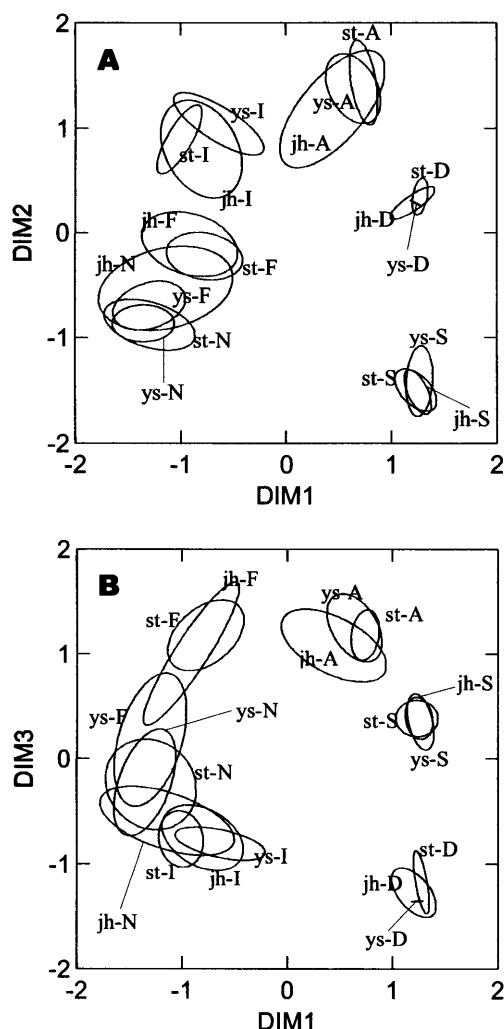 2
A
st-A
ys-I
ys-A
1
st-I
jh-A
jh-I
st-D
jh-F
jh-D
DIM2
0
jh-N
st-F
ys-D
ys-F
-1
st-N
ys-S
st-S
ys-N
jh-S
-2
-2 -1 0 1 2
DIM1
2
B
jh-F
ys-A
st-F
st-A
1
jh-A
jh-S
ys-F
ys-N
st-S
DIM3
0
st-N
ys-S
-1
st-I
jh-I
ys-I
st-D
jh-D
jh-N
ys-D
-2
-2 -1 0 1 2
DIM1